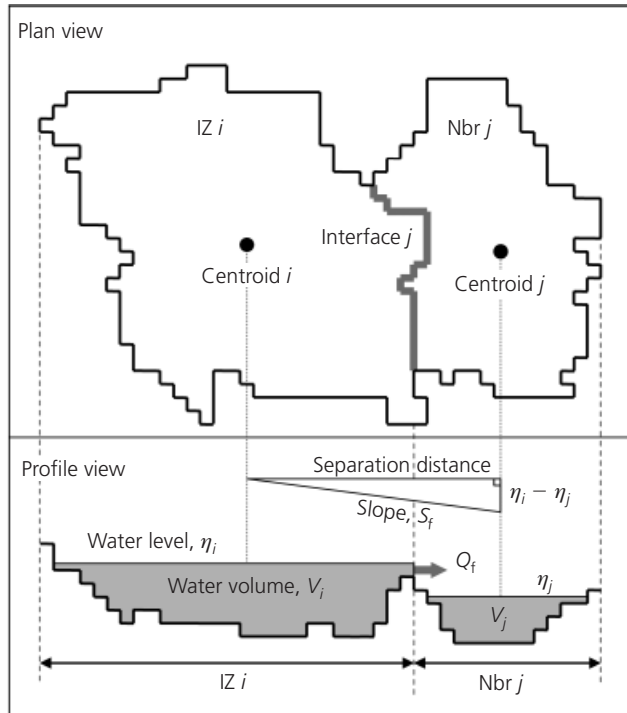 Plan view
IZ i
Nbr j
Interface j
Centroid i
Centroid j
Profile view
Separation distance
ηi − ηj
Slope, Sf
Water level, ηi
Qf
Water volume, Vi
ηj
Vj
IZ i
Nbr j